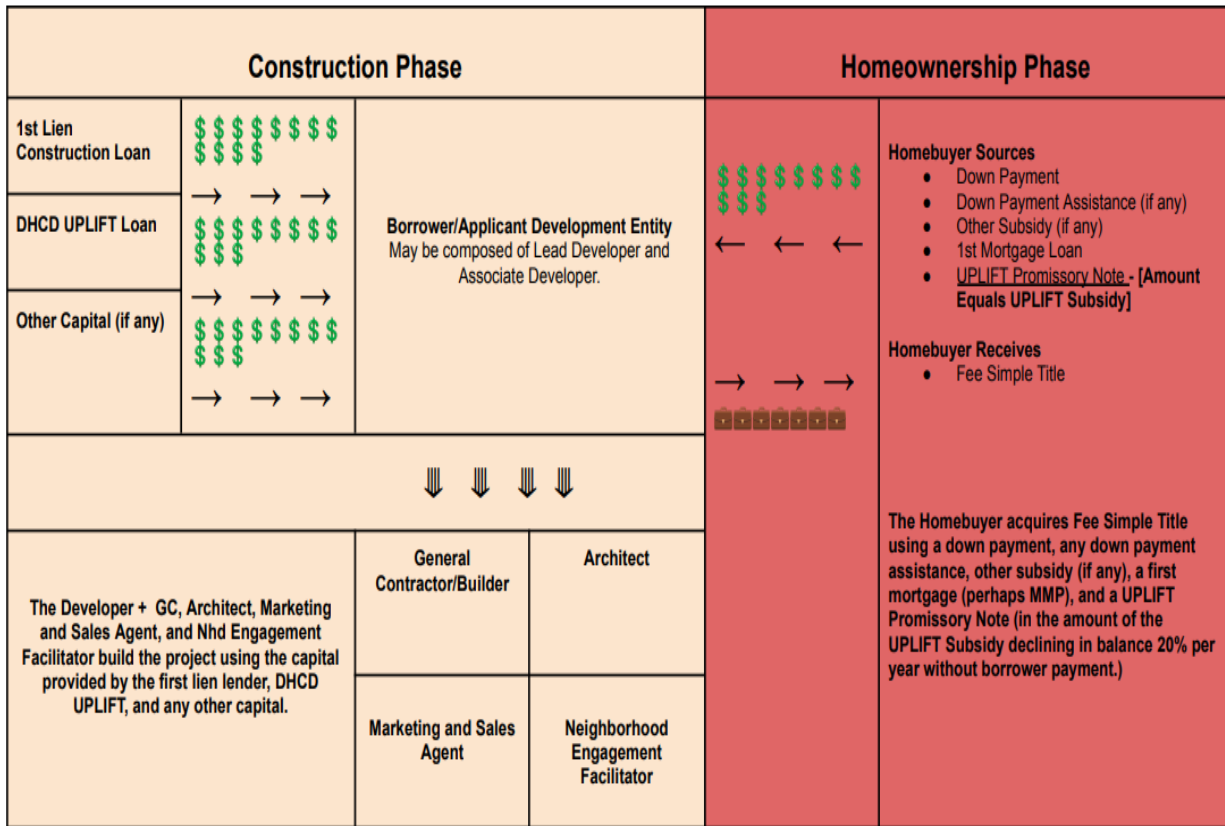 Construction Phase
Homeownership Phase
1st Lien
Construction Loan
$ $ $ $ $ $ $ $
$ $ $ $
→ → →
DHCD UPLIFT Loan
$ $ $ $ $ $ $ $
$ $ $
→ → →
Other Capital (if any)
$ $ $ $ $ $ $ $
$ $ $
→ → →
Borrower/Applicant Development Entity
May be composed of Lead Developer and
Associate Developer.
$ $ $ $ $ $ $ $
$ $ $
← ← ←
→ → →
Homebuyer Sources
● Down Payment
● Down Payment Assistance (if any)
● Other Subsidy (if any)
● 1st Mortgage Loan
● UPLIFT Promissory Note - [Amount
Equals UPLIFT Subsidy]
Homebuyer Receives
● Fee Simple Title
⤋ ⤋ ⤋ ⤋
The Developer + GC, Architect, Marketing
and Sales Agent, and Nhd Engagement
Facilitator build the project using the capital
provided by the first lien lender, DHCD
UPLIFT, and any other capital.
General
Contractor/Builder
Architect
Marketing and Sales
Agent
Neighborhood
Engagement
Facilitator
The Homebuyer acquires Fee Simple Title
using a down payment, any down payment
assistance, other subsidy (if any), a first
mortgage (perhaps MMP), and a UPLIFT
Promissory Note (in the amount of the
UPLIFT Subsidy declining in balance 20% per
year without borrower payment.)